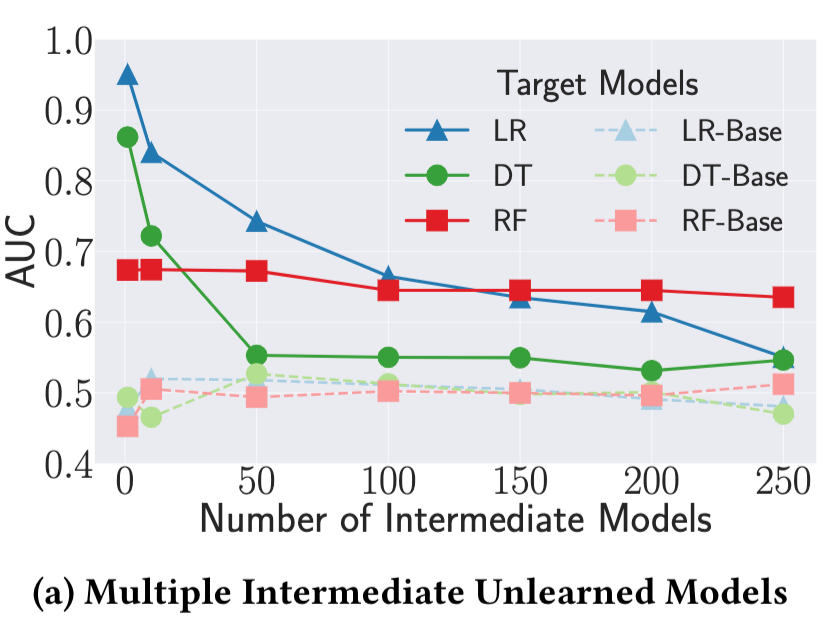 1.0
0.9
0.8
0.7
0.6
0.5
0.4
AUC
Target Models
LR LR-Base
DT DT-Base
RF RF-Base
0 50 100 150 200 250
Number of Intermediate Models
(a) Multiple Intermediate Unlearned Models